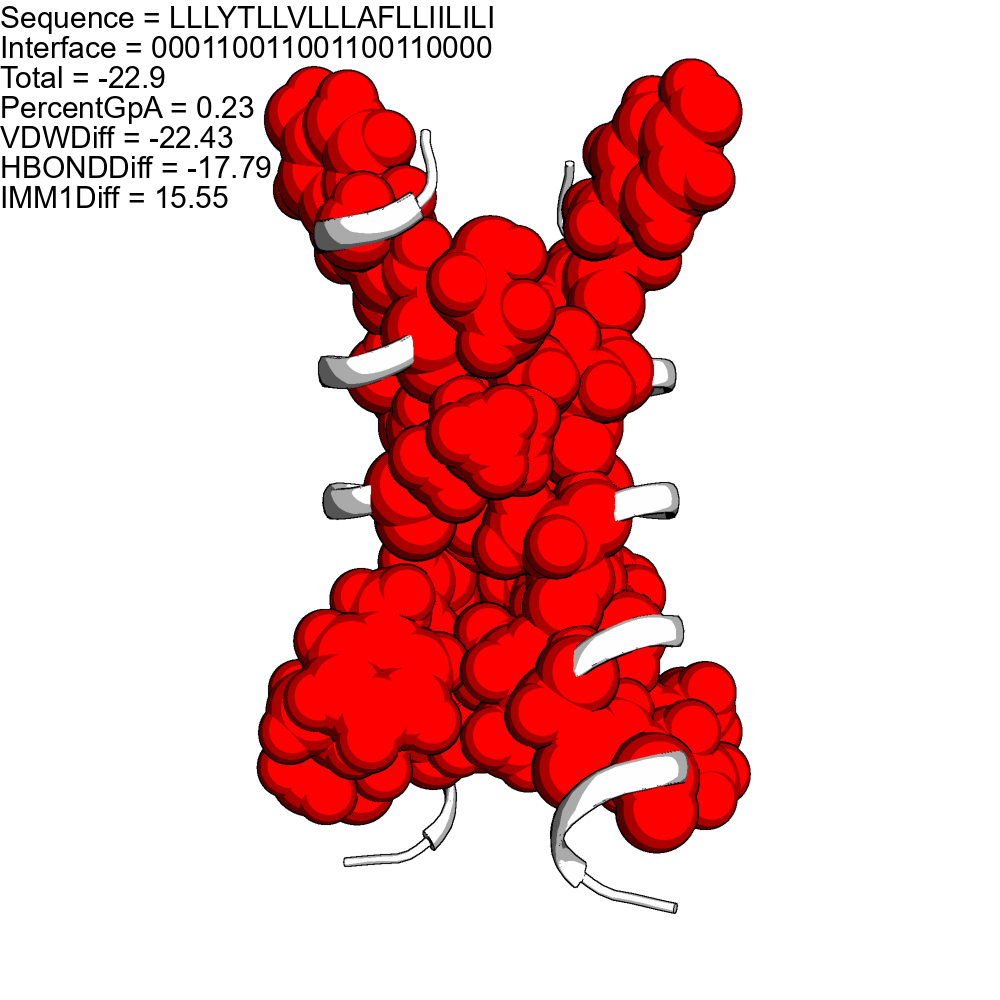 Sequence = LLLYTLLVLLLAFLLIILILI
Interface = 000110011001100110000
Total = -22.9
PercentGpA = 0.23
VDWDiff = -22.43
HBONDDiff = -17.79
IMM1Diff = 15.55